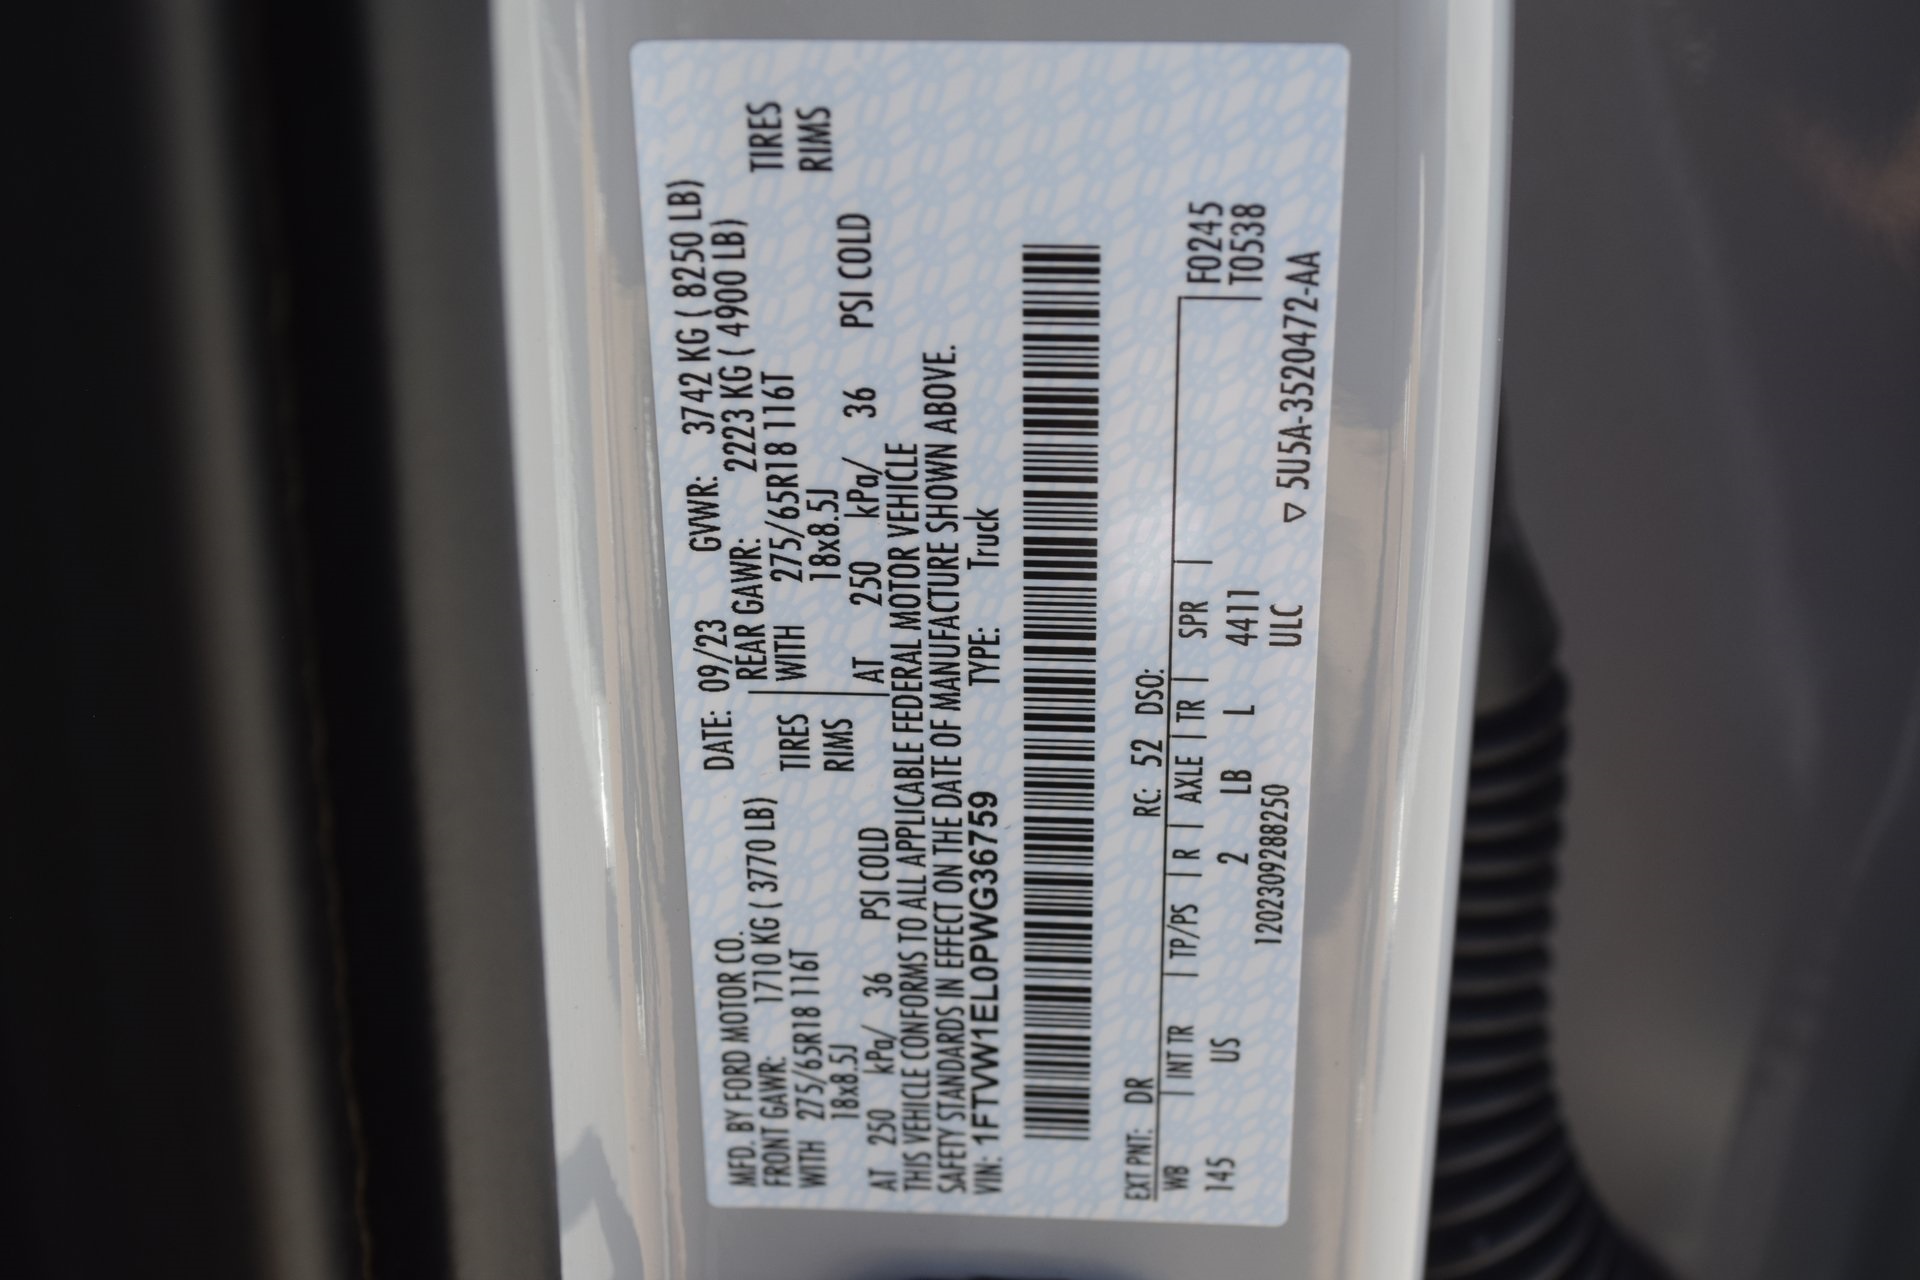 MFD. BY FORD MOTOR CO. DATE: 09/23 GVWR: 3742 KG ( 8250 LB)
FRONT GAWR: 1710 KG ( 3770 LB) REAR GAWR: 2223 KG ( 4900 LB)
WITH 275/65R18 116T TIRES WITH 275/65R18 116T TIRES
18x8.5J RIMS 18x8.5J RIMS
AT 250 kPa/ 36 PSI COLD AT 250 kPa/ 36 PSI COLD
THIS VEHICLE CONFORMS TO ALL APPLICABLE FEDERAL MOTOR VEHICLE
SAFETY STANDARDS IN EFFECT ON THE DATE OF MANUFACTURE SHOWN ABOVE.
VIN: 1FTVW1EL0PWG36759 TYPE: Truck
EXT PNT: DR RC: 52 DSO:
WB INT TR TP/PS R AXLE TR SPR F0245
145 US 2 LB L 4411 T0538
12023092882​50 ULC ▽ 5U5A-3520472-AA